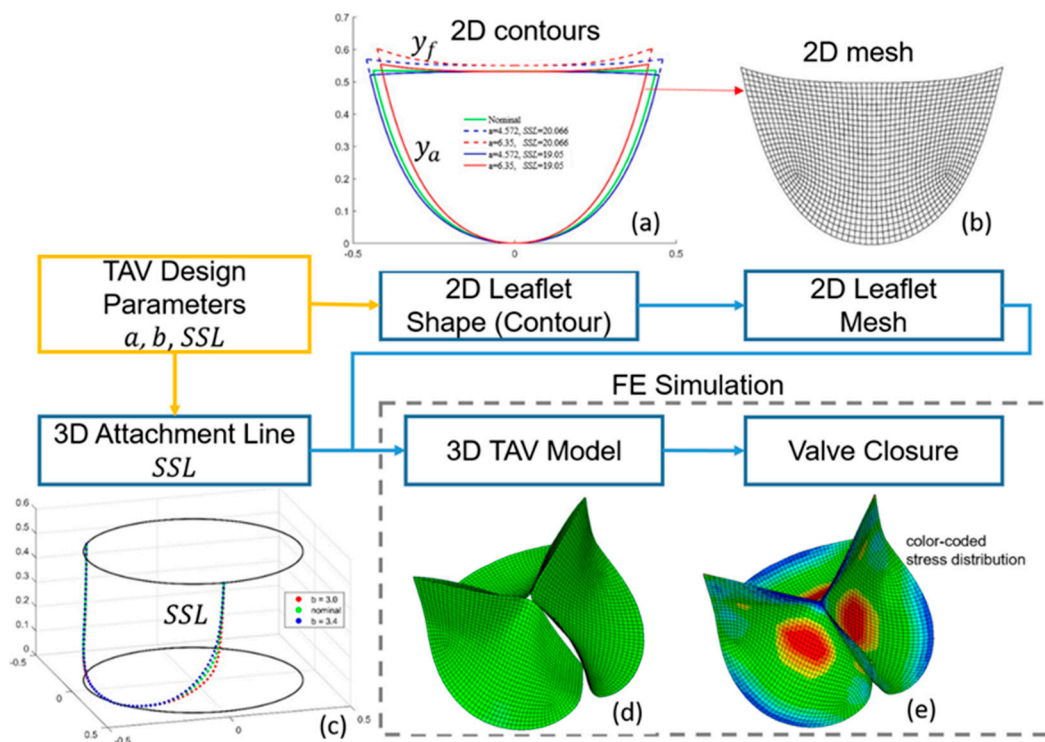 2D contours
y_f
y_a
0.7
0.6
0.5
0.4
0.3
0.2
0.1
0
-0.5
0
0.5
Nominal
a=4.572, SSL=20.066
a=6.35, SSL=20.066
a=4.572, SSL=19.05
a=6.35, SSL=19.05
(a)
2D mesh
(b)
TAV Design
Parameters
a, b, SSL
2D Leaflet
Shape (Contour)
2D Leaflet
Mesh
FE Simulation
3D Attachment Line
SSL
3D TAV Model
Valve Closure
0.6
0.5
0.4
0.3
0.2
0.1
0
-0.5
0
0.5
-0.5
0
0.5
SSL
b = 3.0
nominal
b = 3.4
(c)
(d)
color-coded
stress distribution
(e)